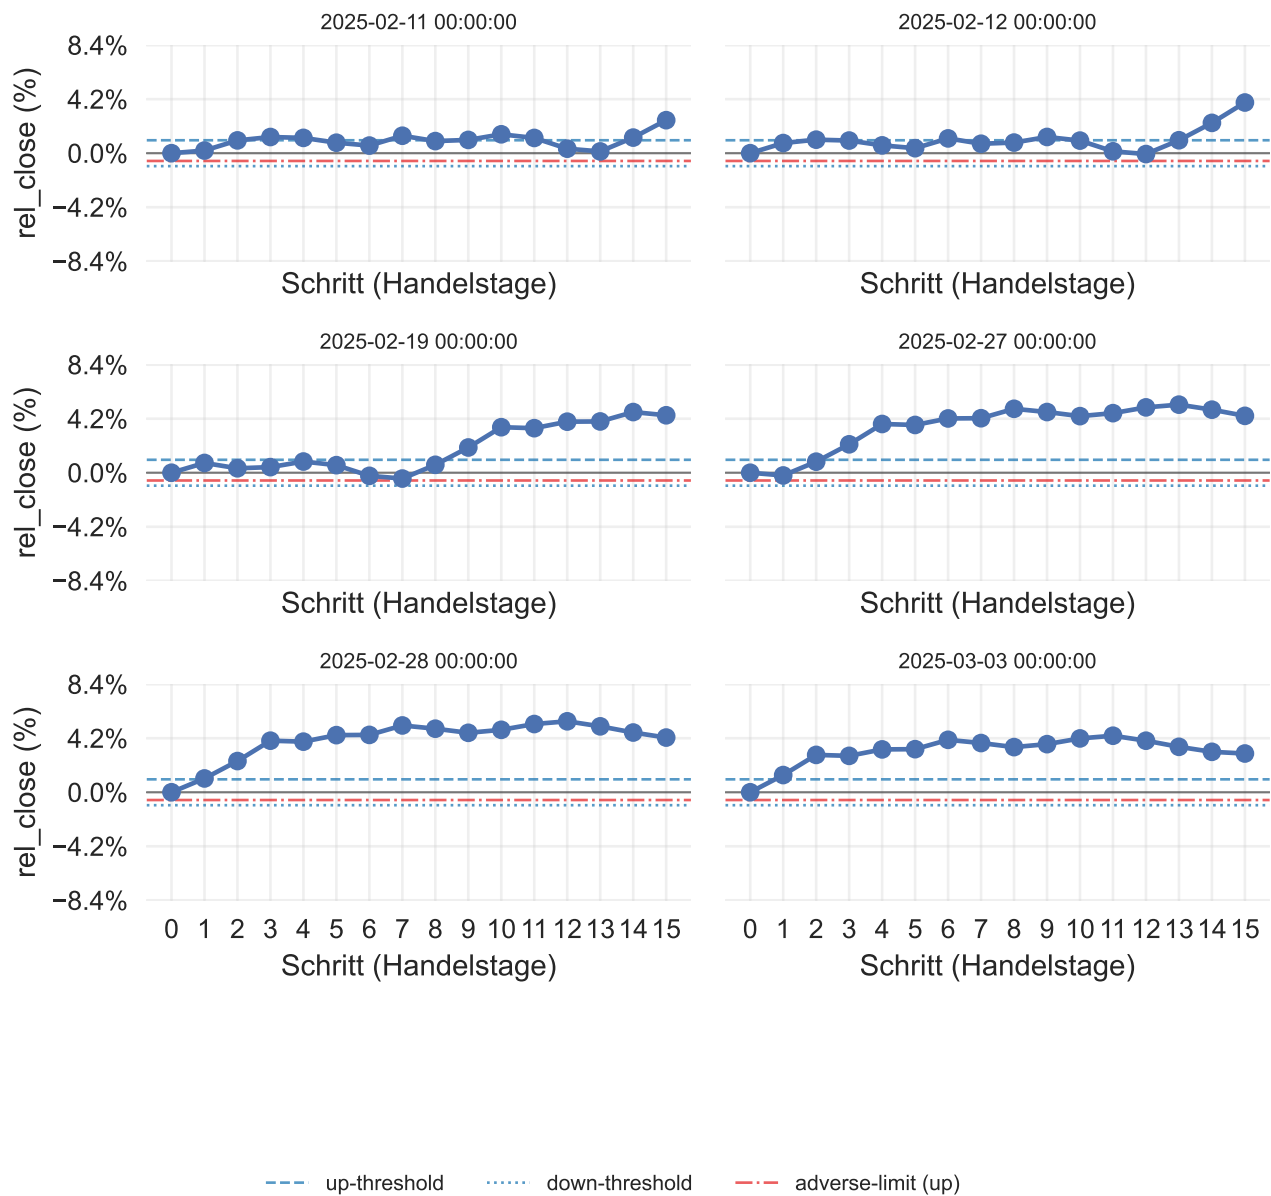 2025-02-11 00:00:00
2025-02-12 00:00:00
8.4%
4.2%
0.0%
−4.2%
−8.4%
rel_close (%)
Schritt (Handelstage)
Schritt (Handelstage)
2025-02-19 00:00:00
2025-02-27 00:00:00
8.4%
4.2%
0.0%
−4.2%
−8.4%
rel_close (%)
Schritt (Handelstage)
Schritt (Handelstage)
2025-02-28 00:00:00
2025-03-03 00:00:00
8.4%
4.2%
0.0%
−4.2%
−8.4%
rel_close (%)
0 1 2 3 4 5 6 7 8 9 10 11 12 13 14 15
0 1 2 3 4 5 6 7 8 9 10 11 12 13 14 15
Schritt (Handelstage)
Schritt (Handelstage)
up-threshold
down-threshold
adverse-limit (up)